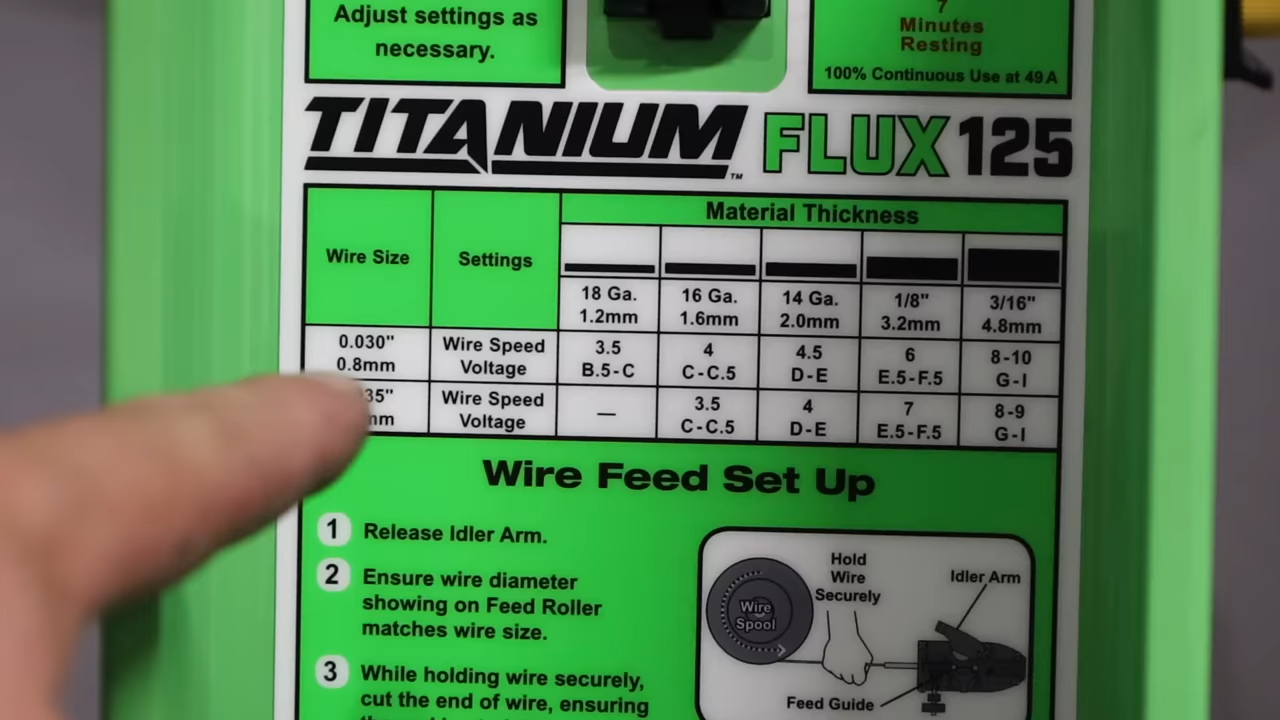 Adjust settings as
necessary.
7
Minutes
Resting
100% Continuous Use at 49A
TITANIUM™ FLUX 125
Material Thickness
Wire Size Settings
18 Ga. 16 Ga. 14 Ga. 1/8" 3/16"
1.2mm 1.6mm 2.0mm 3.2mm 4.8mm
0.030" Wire Speed 3.5 4 4.5 6 8-10
0.8mm Voltage B.5-C C-C.5 D-E E.5-F.5 G-I
35" Wire Speed — 3.5 4 7 8-9
mm Voltage C-C.5 D-E E.5-F.5 G-I
Wire Feed Set Up
1 Release Idler Arm.
2 Ensure wire diameter
showing on Feed Roller
matches wire size.
3 While holding wire securely,
cut the end of wire, ensuring
Hold
Wire
Securely
Idler Arm
Wire
Spool
Feed Guide